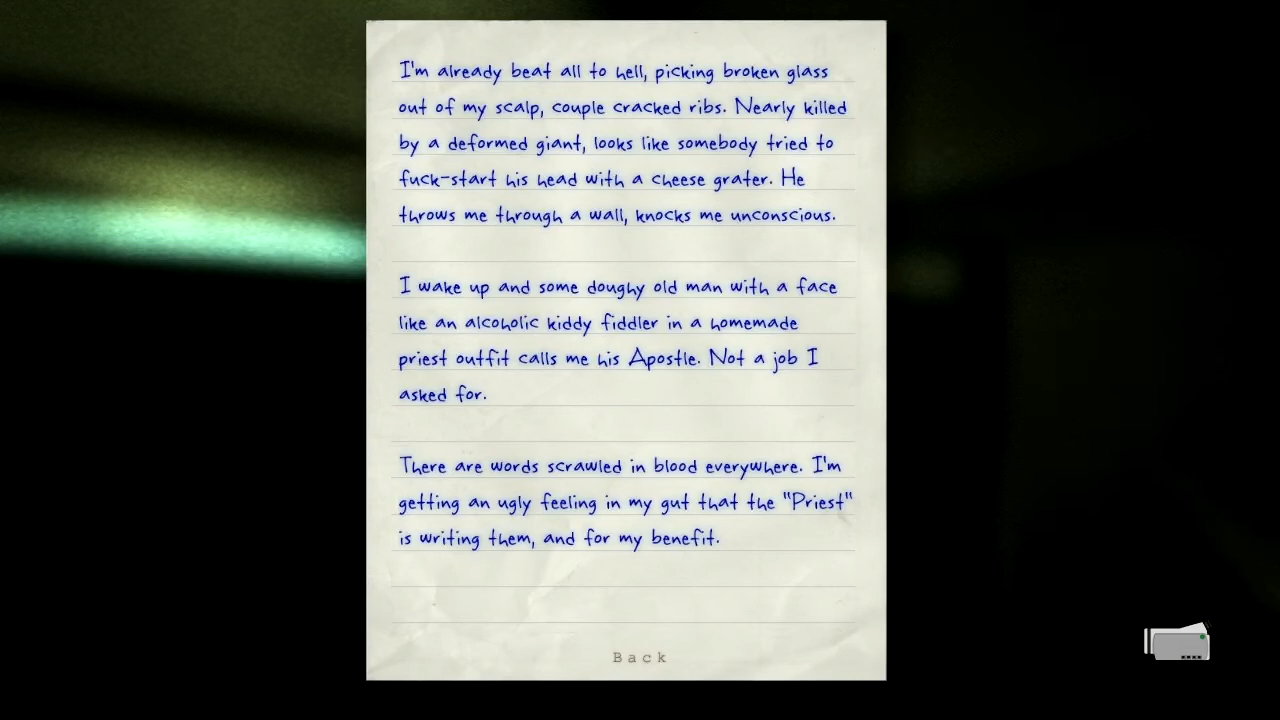 I'm already beat all to hell, picking broken glass
out of my scalp, couple cracked ribs. Nearly killed
by a deformed giant, looks like somebody tried to
fuck-start his head with a cheese grater. He
throws me through a wall, knocks me unconscious.
I wake up and some doughy old man with a face
like an alcoholic kiddy fiddler in a homemade
priest outfit calls me his Apostle. Not a job I
asked for.
There are words scrawled in blood everywhere. I'm
getting an ugly feeling in my gut that the "Priest"
is writing them, and for my benefit.
Back